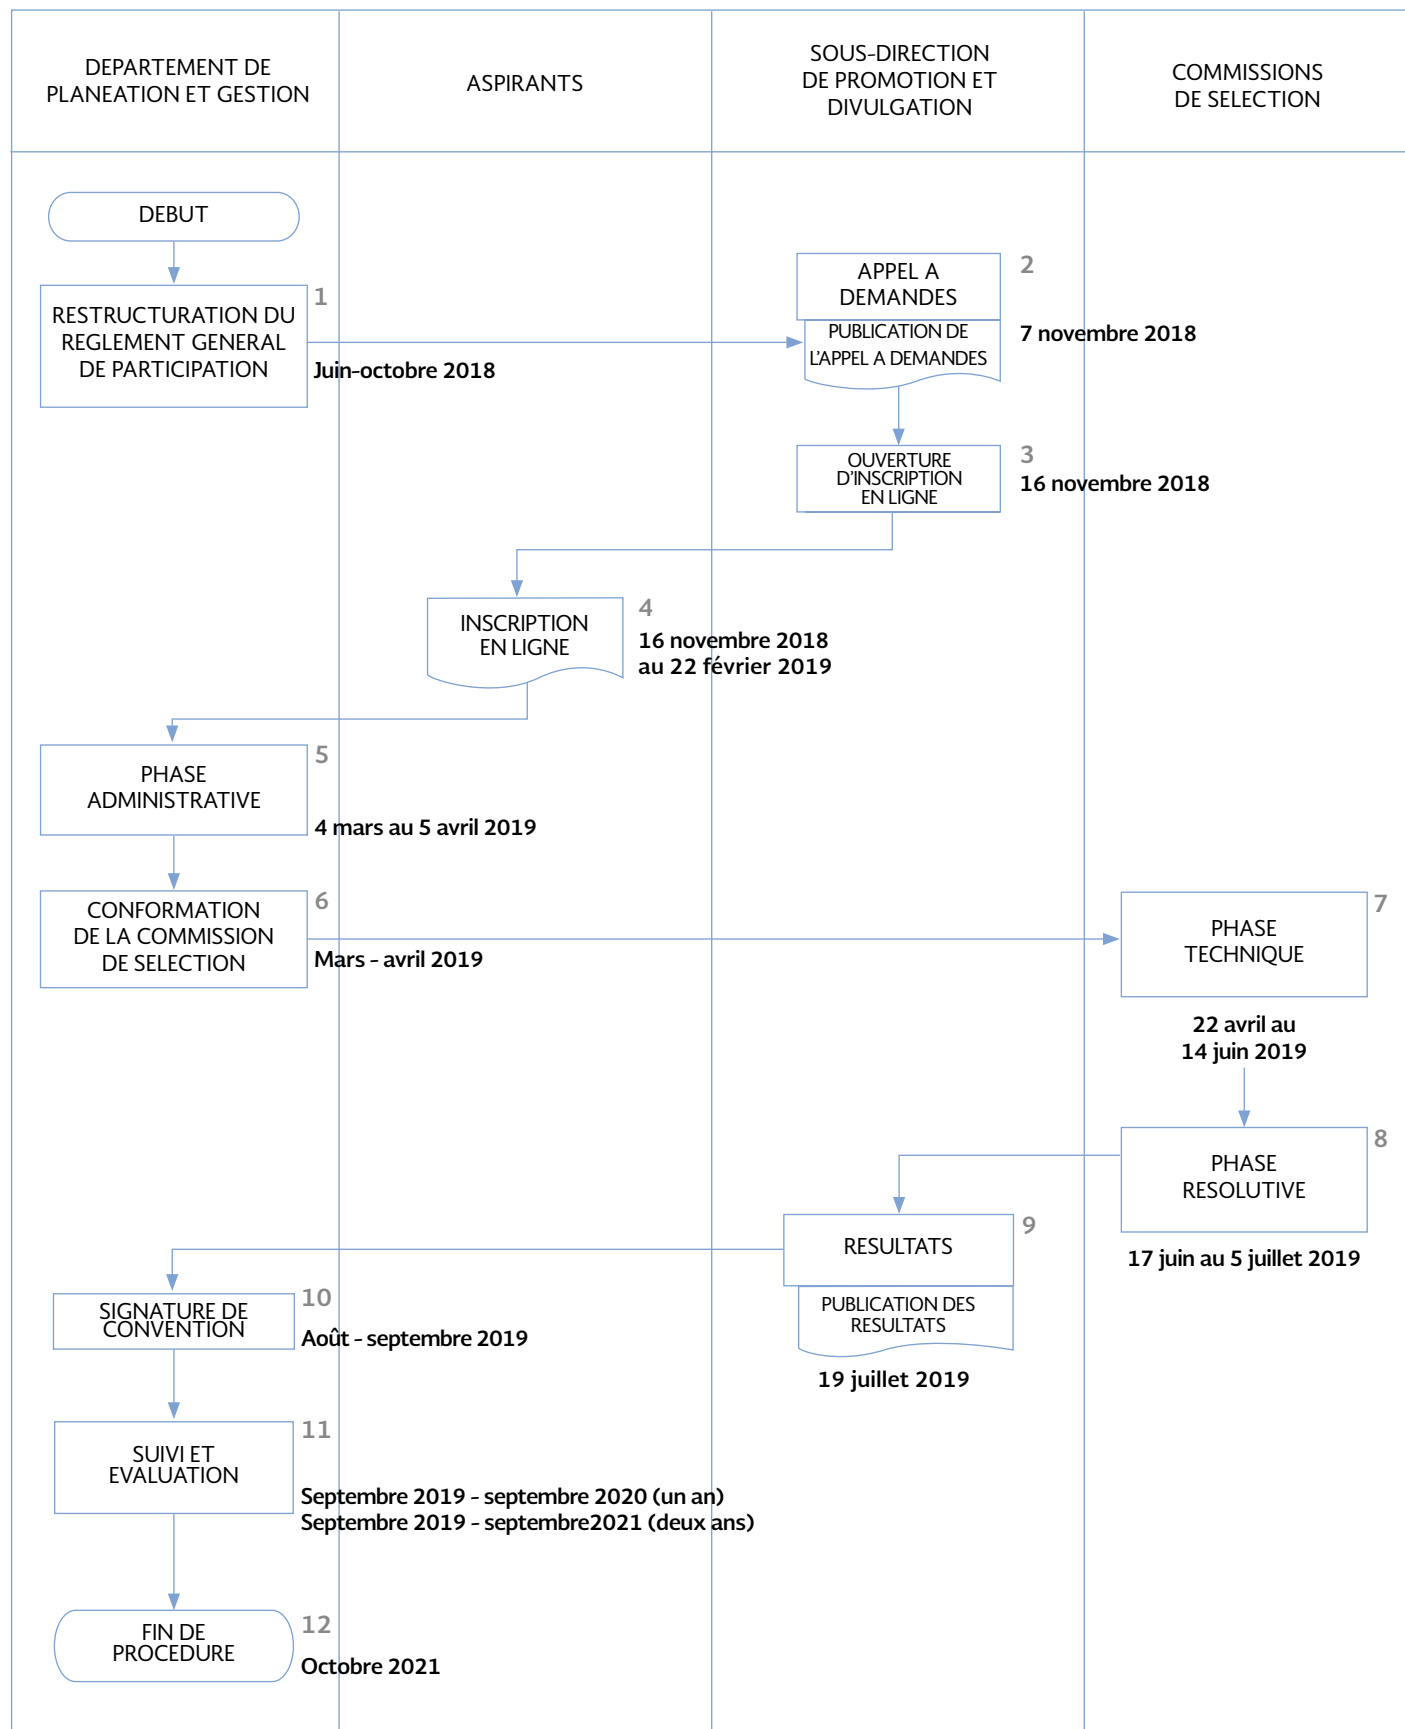 DEPARTEMENT DE
PLANEATION ET GESTION
ASPIRANTS
SOUS-DIRECTION
DE PROMOTION ET
DIVULGATION
COMMISSIONS
DE SELECTION
DEBUT
1
RESTRUCTURATION DU
REGLEMENT GENERAL
DE PARTICIPATION
Juin-octobre 2018
2
APPEL A
DEMANDES
PUBLICATION DE
L'APPEL A DEMANDES
7 novembre 2018
3
OUVERTURE
D'INSCRIPTION
EN LIGNE
16 novembre 2018
4
INSCRIPTION
EN LIGNE
16 novembre 2018
au 22 février 2019
5
PHASE
ADMINISTRATIVE
4 mars au 5 avril 2019
6
CONFORMATION
DE LA COMMISSION
DE SELECTION
Mars - avril 2019
7
PHASE
TECHNIQUE
22 avril au
14 juin 2019
8
PHASE
RESOLUTIVE
17 juin au 5 juillet 2019
9
RESULTATS
PUBLICATION DES
RESULTATS
19 juillet 2019
10
SIGNATURE DE
CONVENTION
Août - septembre 2019
11
SUIVI ET
EVALUATION
Septembre 2019 - septembre 2020 (un an)
Septembre 2019 - septembre2021 (deux ans)
12
FIN DE
PROCEDURE
Octobre 2021